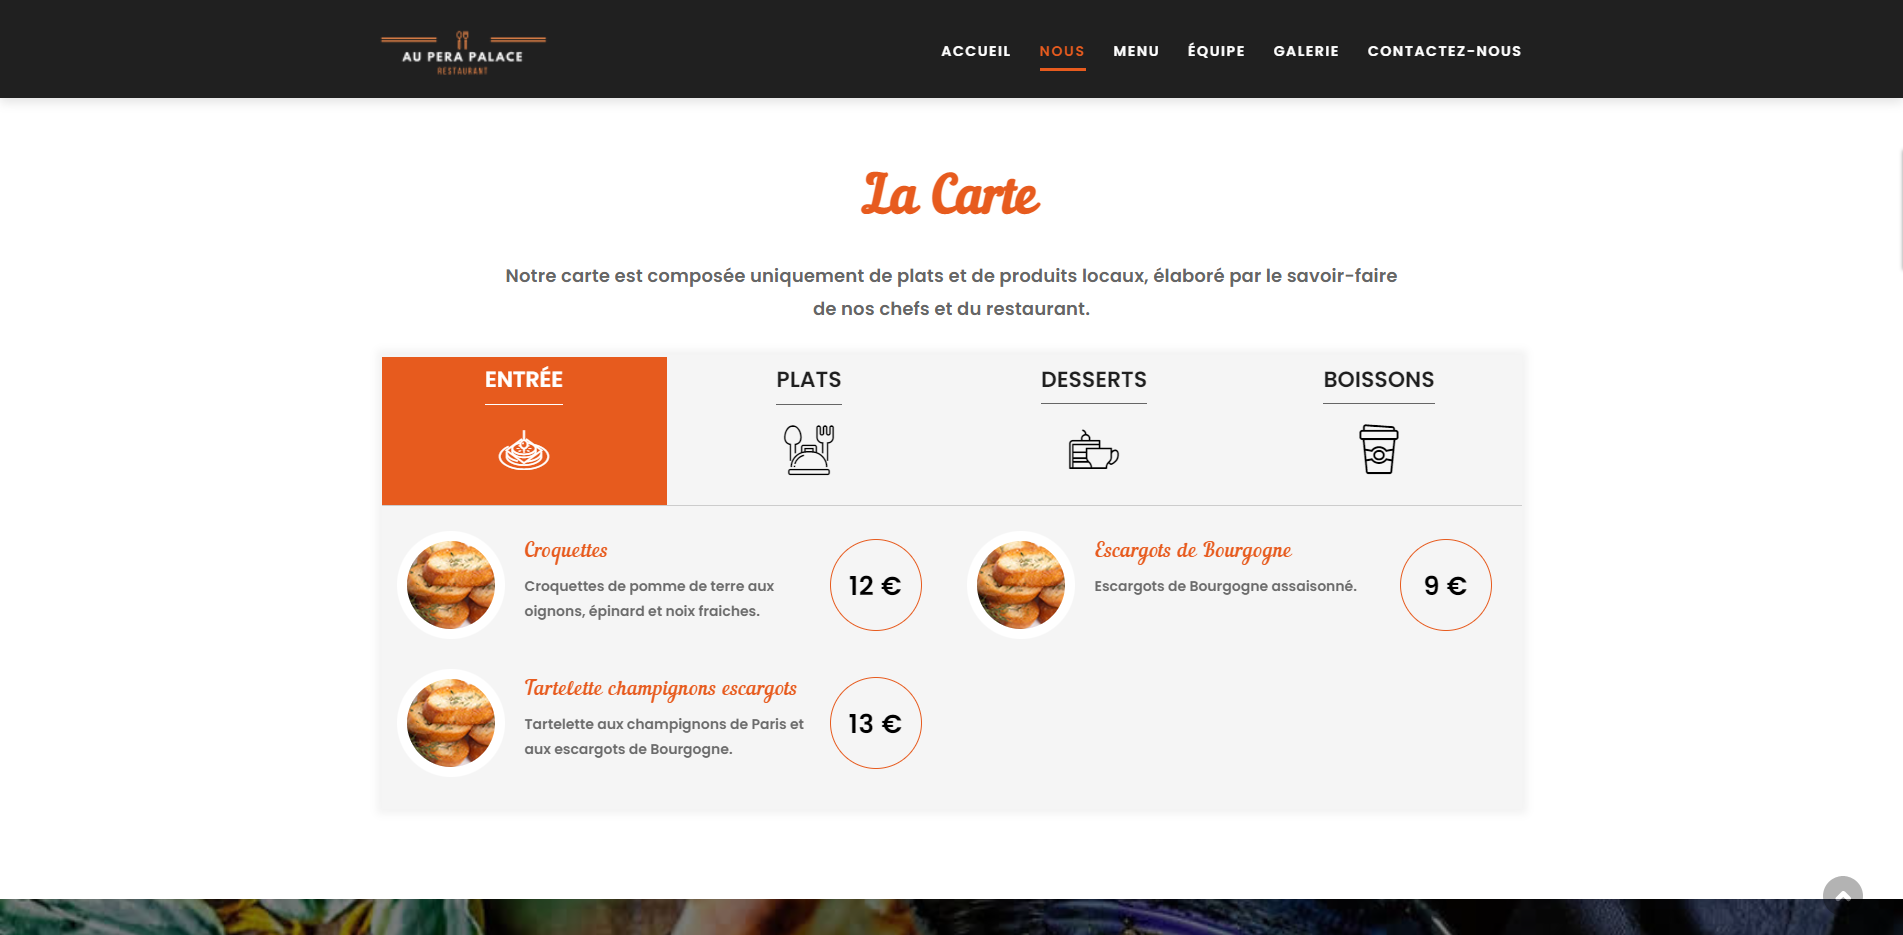 AU PERA PALACE
RESTAURANT
ACCUEIL NOUS MENU ÉQUIPE GALERIE CONTACTEZ-NOUS
La Carte
Notre carte est composée uniquement de plats et de produits locaux, élaboré par le savoir-faire
de nos chefs et du restaurant.
ENTRÉE PLATS DESSERTS BOISSONS
Croquettes
Croquettes de pomme de terre aux
oignons, épinard et noix fraiches.
12 €
Escargots de Bourgogne
Escargots de Bourgogne assaisonné.
9 €
Tartelette champignons escargots
Tartelette aux champignons de Paris et
aux escargots de Bourgogne.
13 €